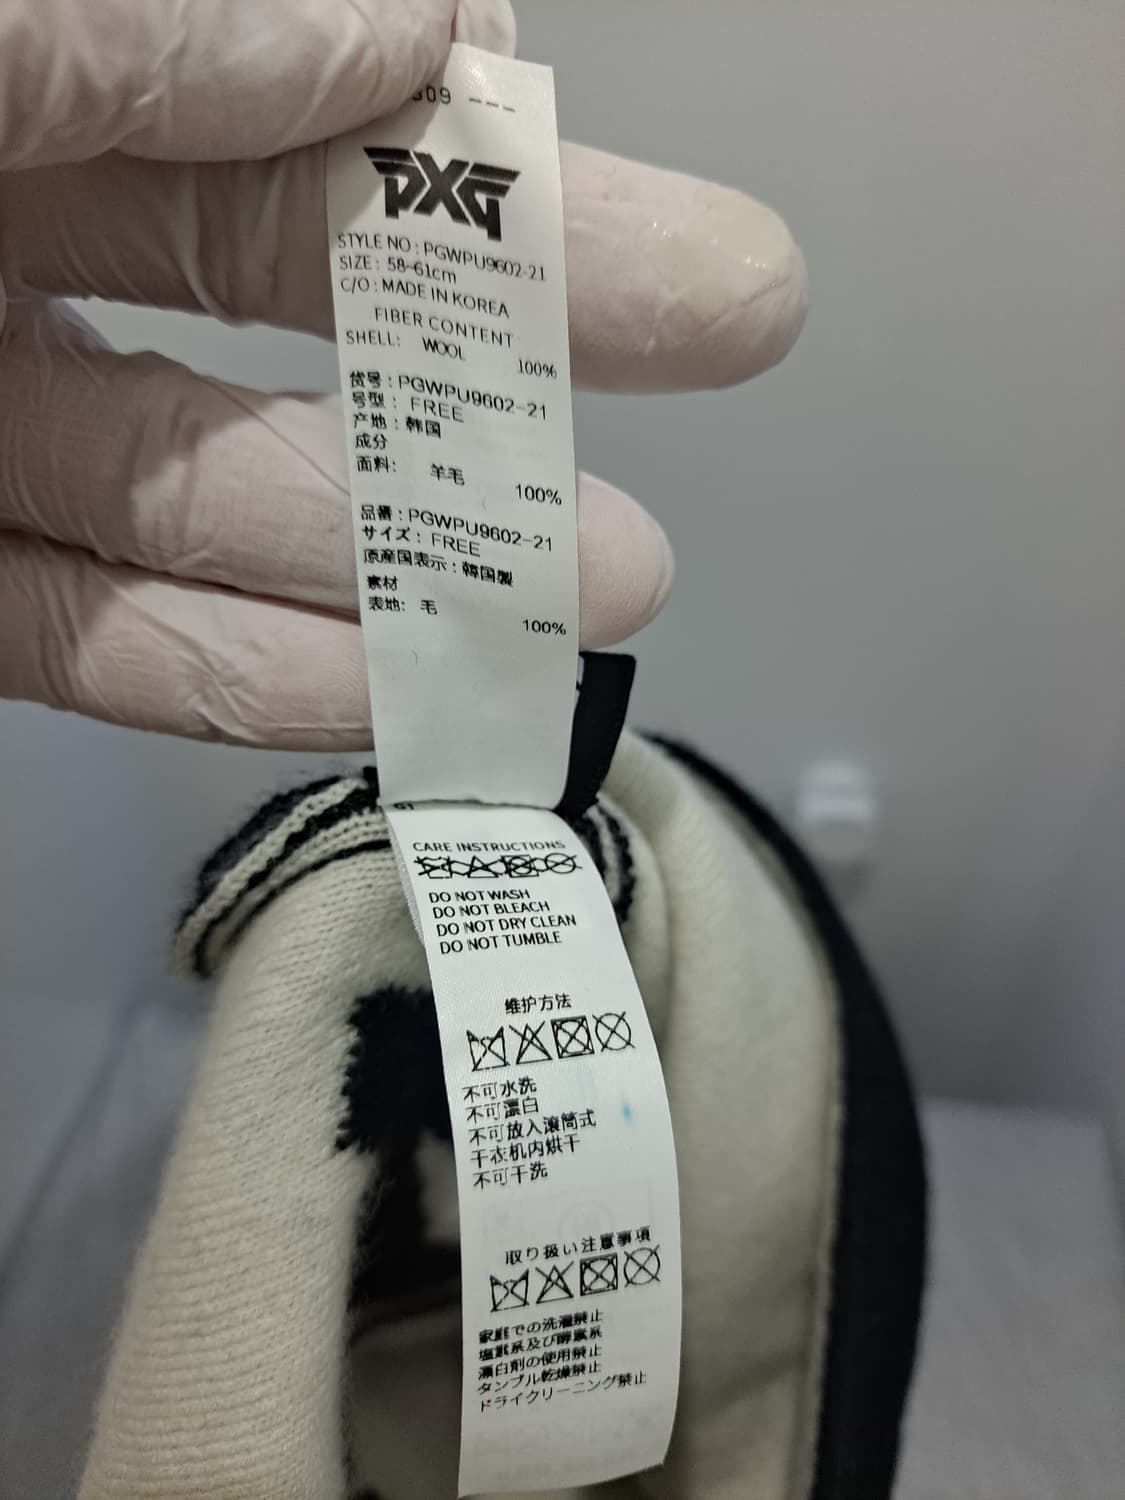 09 ---
PXG
STYLE NO : PGWPU9602-21
SIZE : 58-61cm
C/O : MADE IN KOREA
FIBER CONTENT
SHELL: WOOL 100%
货号 : PGWPU9602-21
号型 : FREE
产地 : 韩国
成分
面料: 羊毛 100%
品番 : PGWPU9602-21
サイズ : FREE
原産国表示 : 韓国製
素材
表地: 毛 100%
CARE INSTRUCTIONS
DO NOT WASH
DO NOT BLEACH
DO NOT DRY CLEAN
DO NOT TUMBLE
维护方法
不可水洗
不可漂白
不可放入滚筒式
干衣机内烘干
不可干洗
取り扱い注意事項
家庭での洗濯禁止
塩素系及び酵素系
漂白剤の使用禁止
タンブル乾燥禁止
ドライクリーニング禁止